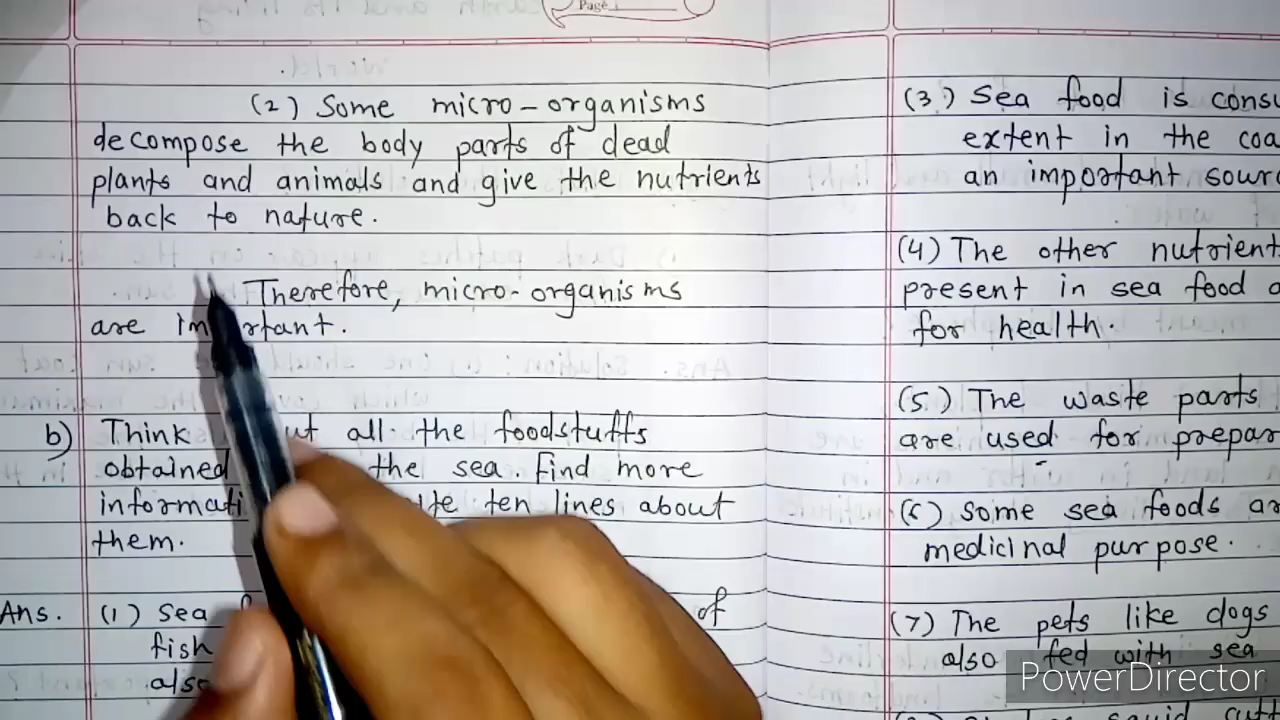 Page
(2) Some micro-organisms
decompose the body parts of dead
plants and animals and give the nutrients
back to nature.
Therefore, micro-organisms
are important.
b) Think all the foodstuffs
obtained the sea. Find more
ten lines about
them.
Ans. (1) Sea of
fish
also
(3) Sea food is
extent in the
an important
(4) The other
present in sea food
for health.
(5) The waste parts
are used for
(6) Some sea foods
medicinal purpose.
(7) The pets like dogs
also fed with sea
squid
PowerDirector